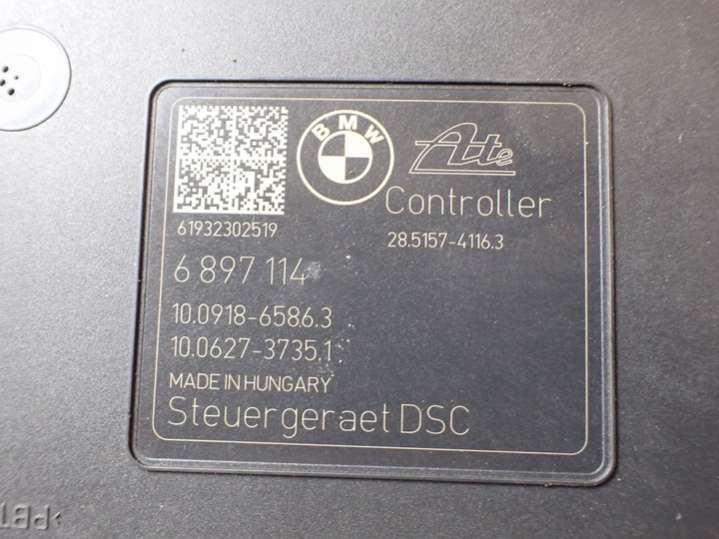 BMW
Ate
Controller
61932302519
28.5157-4116.3
6 897 114
10.0918-6586.3
10.0627-3735.1
MADE IN HUNGARY
Steuergeraet DSC
>PBT